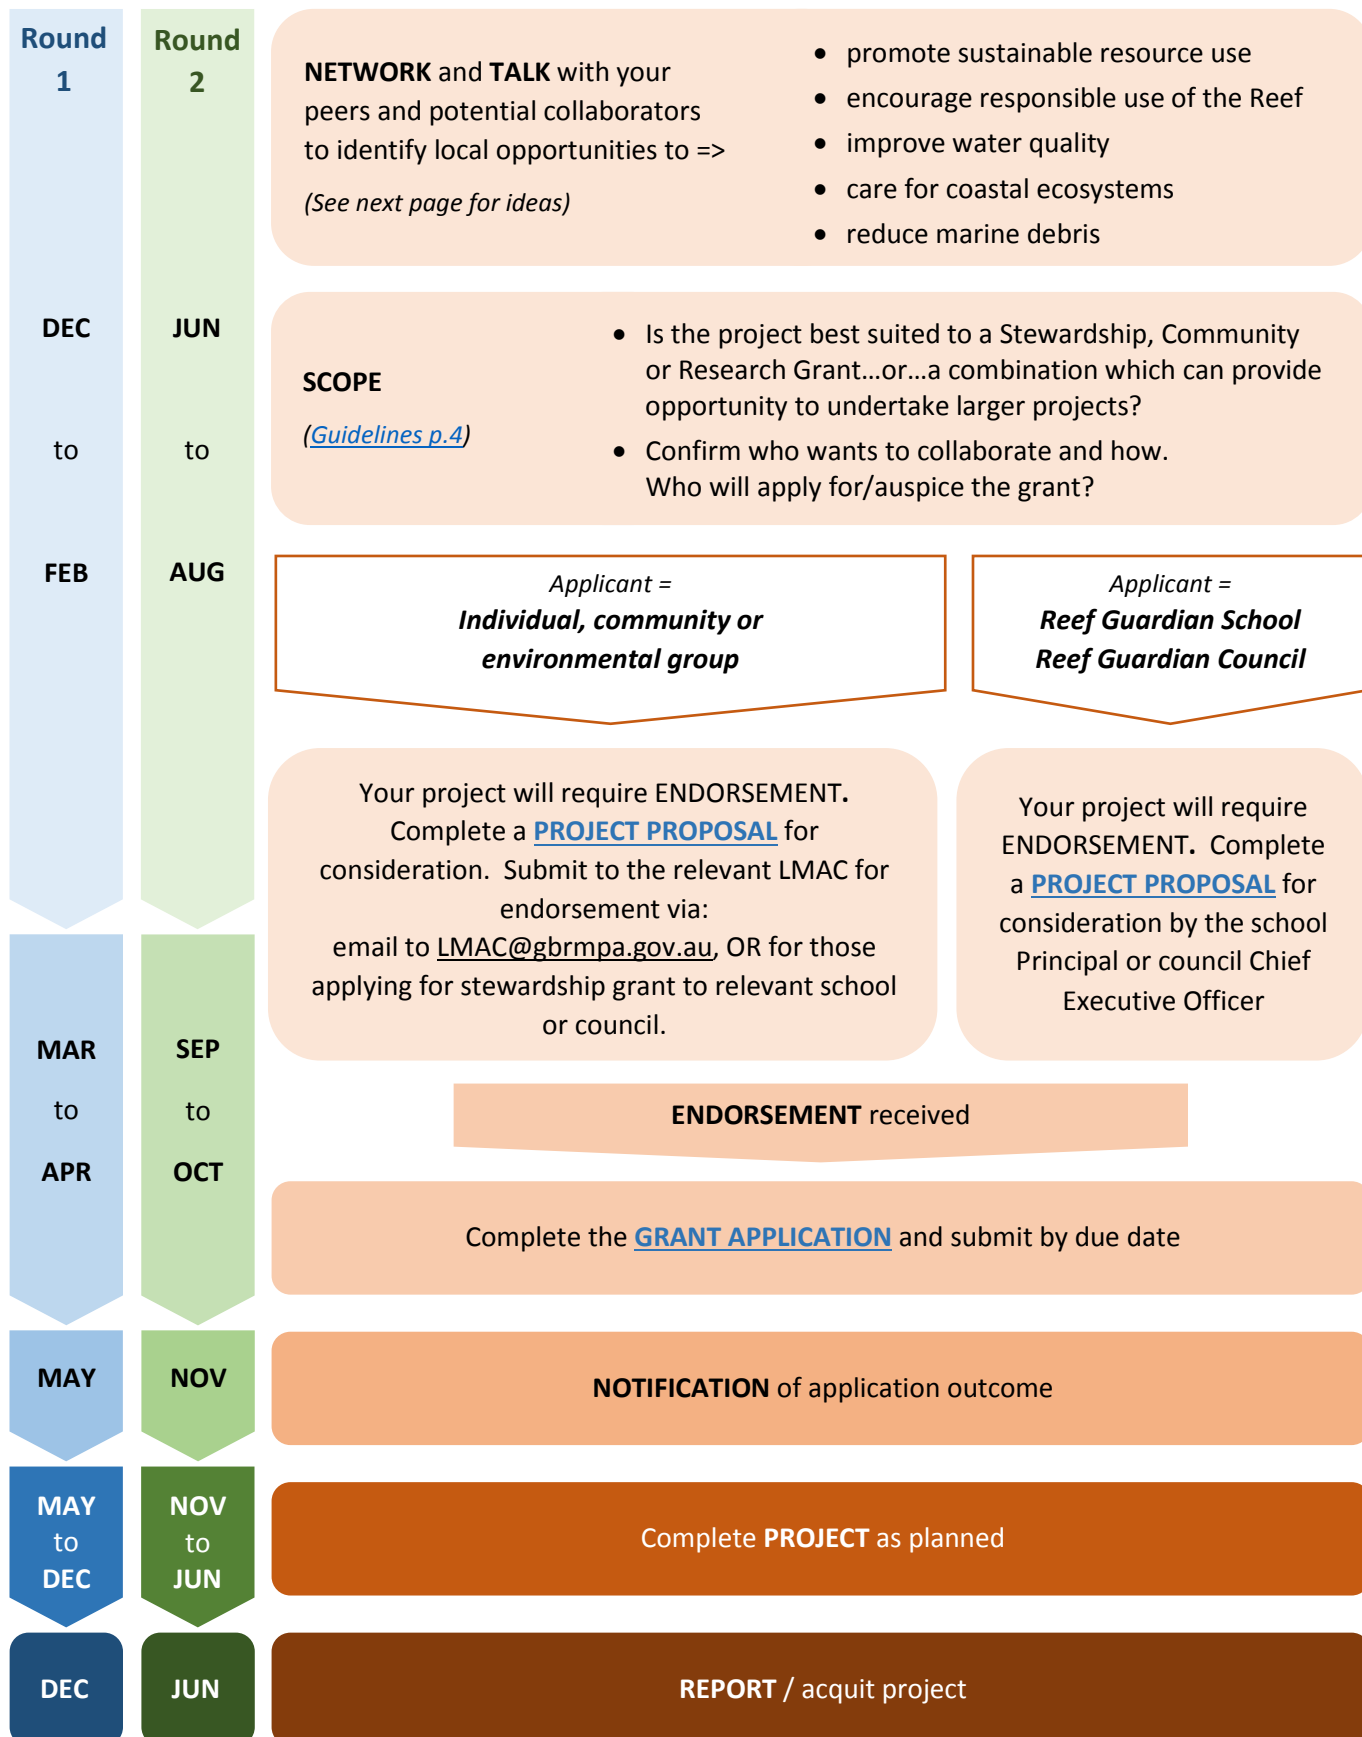 Round
1
Round
2
NETWORK and TALK with your
peers and potential collaborators
to identify local opportunities to =>
(See next page for ideas)
• promote sustainable resource use
• encourage responsible use of the Reef
• improve water quality
• care for coastal ecosystems
• reduce marine debris
DEC
to
FEB
JUN
to
AUG
SCOPE
(Guidelines p.4)
• Is the project best suited to a Stewardship, Community
or Research Grant...or...a combination which can provide
opportunity to undertake larger projects?
• Confirm who wants to collaborate and how.
Who will apply for/auspice the grant?
Applicant =
Individual, community or
environmental group
Applicant =
Reef Guardian School
Reef Guardian Council
Your project will require ENDORSEMENT.
Complete a PROJECT PROPOSAL for
consideration. Submit to the relevant LMAC for
endorsement via:
email to LMAC@gbrmpa.gov.au, OR for those
applying for stewardship grant to relevant school
or council.
Your project will require
ENDORSEMENT. Complete
a PROJECT PROPOSAL for
consideration by the school
Principal or council Chief
Executive Officer
MAR
to
APR
SEP
to
OCT
ENDORSEMENT received
Complete the GRANT APPLICATION and submit by due date
MAY
NOV
NOTIFICATION of application outcome
MAY
to
DEC
NOV
to
JUN
Complete PROJECT as planned
DEC
JUN
REPORT / acquit project